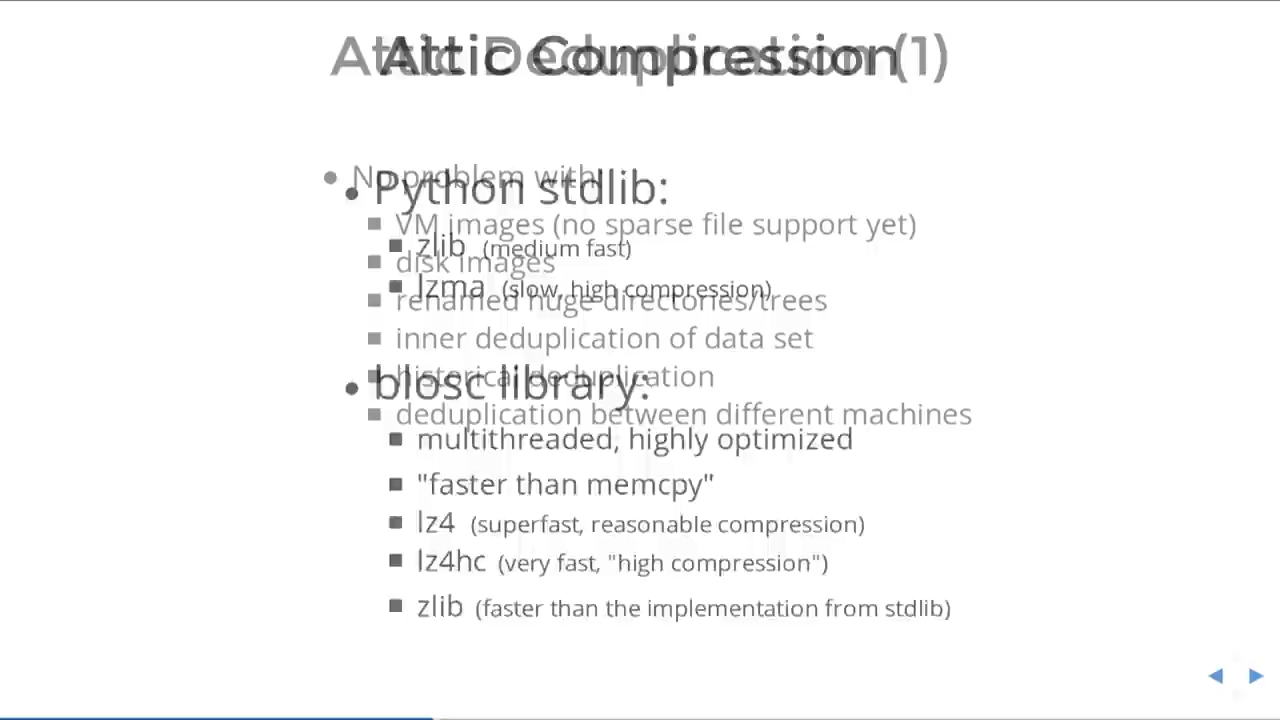 Attic Deduplication (1)
Attic Compression
No problem with
VM images (no sparse file support yet)
disk images
renamed huge directories/trees
inner deduplication of data set
historical deduplication
deduplication between different machines
Python stdlib:
zlib (medium fast)
lzma (slow, high compression)
blosc library:
multithreaded, highly optimized
"faster than memcpy"
lz4 (superfast, reasonable compression)
lz4hc (very fast, "high compression")
zlib (faster than the implementation from stdlib)